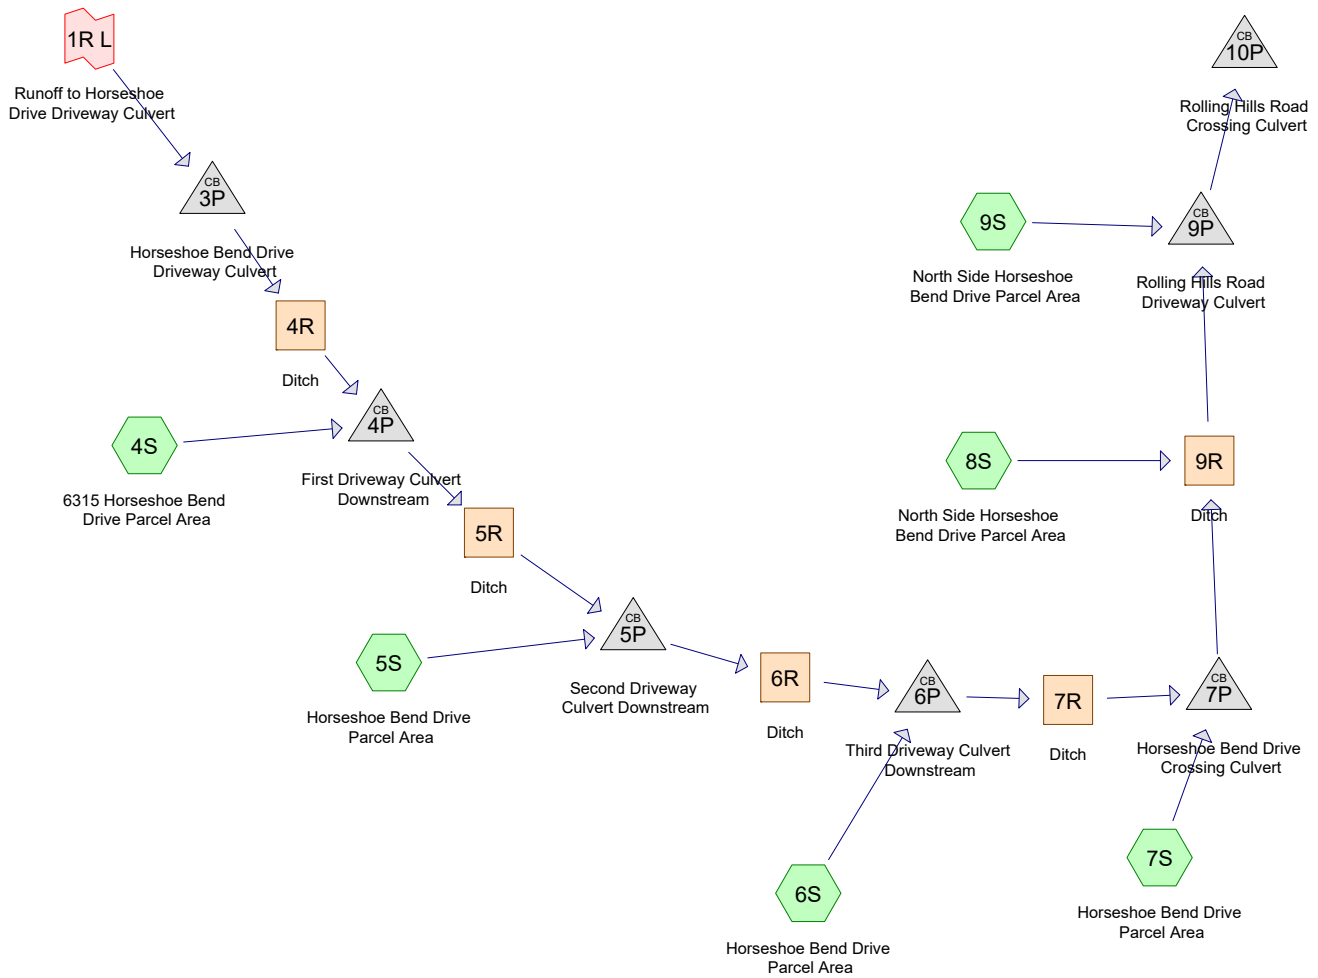 1R L
Runoff to Horseshoe
Drive Driveway Culvert
CB
3P
Horseshoe Bend Drive
Driveway Culvert
4R
Ditch
CB
4P
First Driveway Culvert
Downstream
4S
6315 Horseshoe Bend
Drive Parcel Area
5R
Ditch
CB
5P
Second Driveway
Culvert Downstream
5S
Horseshoe Bend Drive
Parcel Area
6R
Ditch
CB
6P
Third Driveway Culvert
Downstream
6S
Horseshoe Bend Drive
Parcel Area
7R
Ditch
CB
7P
Horseshoe Bend Drive
Crossing Culvert
7S
Horseshoe Bend Drive
Parcel Area
8S
North Side Horseshoe
Bend Drive Parcel Area
9R
Ditch
9S
North Side Horseshoe
Bend Drive Parcel Area
CB
9P
Rolling Hills Road
Driveway Culvert
CB
10P
Rolling Hills Road
Crossing Culvert